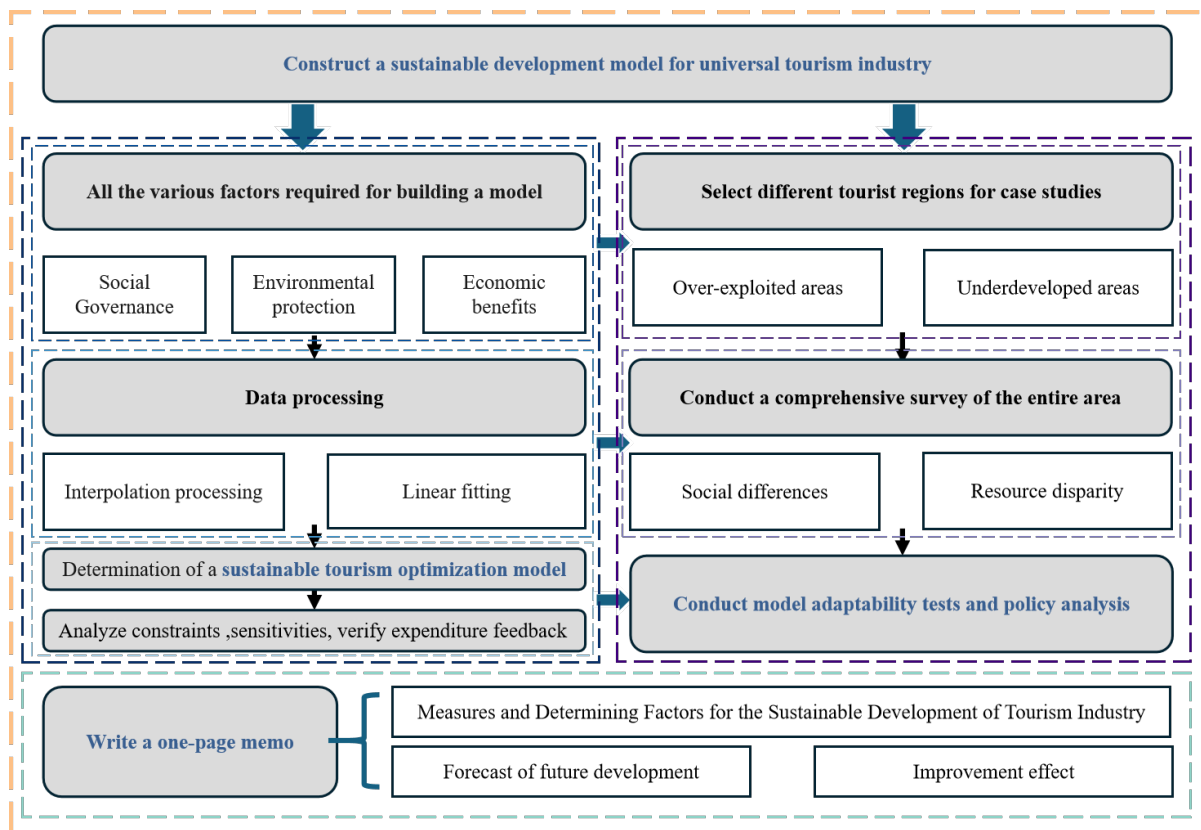 Construct a sustainable development model for universal tourism industry
All the various factors required for building a model
Social
Governance
Environmental
protection
Economic
benefits
Data processing
Interpolation processing
Linear fitting
Determination of a sustainable tourism optimization model
Analyze constraints ,sensitivities, verify expenditure feedback
Select different tourist regions for case studies
Over-exploited areas
Underdeveloped areas
Conduct a comprehensive survey of the entire area
Social differences
Resource disparity
Conduct model adaptability tests and policy analysis
Write a one-page memo
Measures and Determining Factors for the Sustainable Development of Tourism Industry
Forecast of future development
Improvement effect